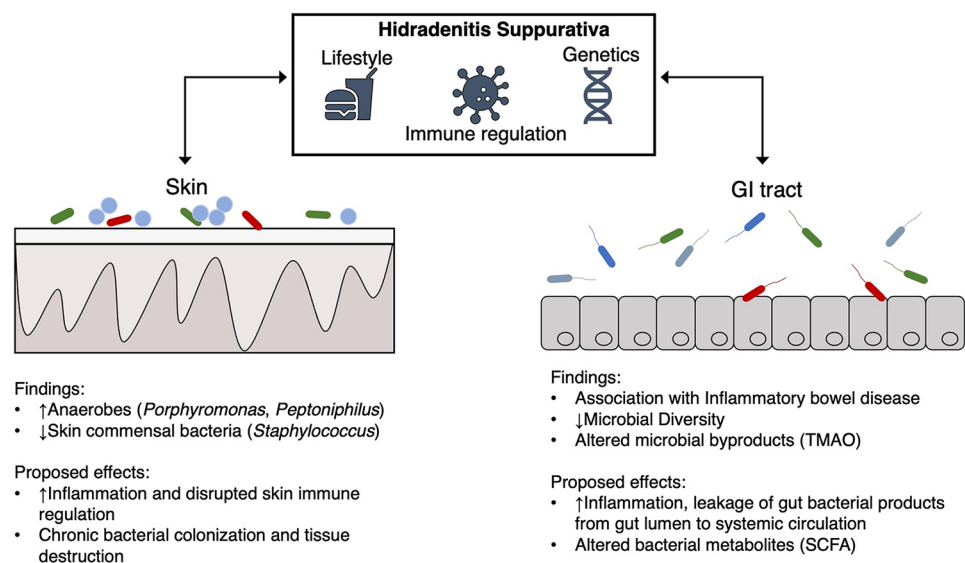 Hidradenitis Suppurativa
Lifestyle
Genetics
Immune regulation
Skin
GI tract
Findings:
• ↑Anaerobes (Porphyromonas, Peptoniphilus)
• ↓Skin commensal bacteria (Staphylococcus)
Proposed effects:
• ↑Inflammation and disrupted skin immune
regulation
• Chronic bacterial colonization and tissue
destruction
Findings:
• Association with Inflammatory bowel disease
• ↓Microbial Diversity
• Altered microbial byproducts (TMAO)
Proposed effects:
• ↑Inflammation, leakage of gut bacterial products
from gut lumen to systemic circulation
• Altered bacterial metabolites (SCFA)